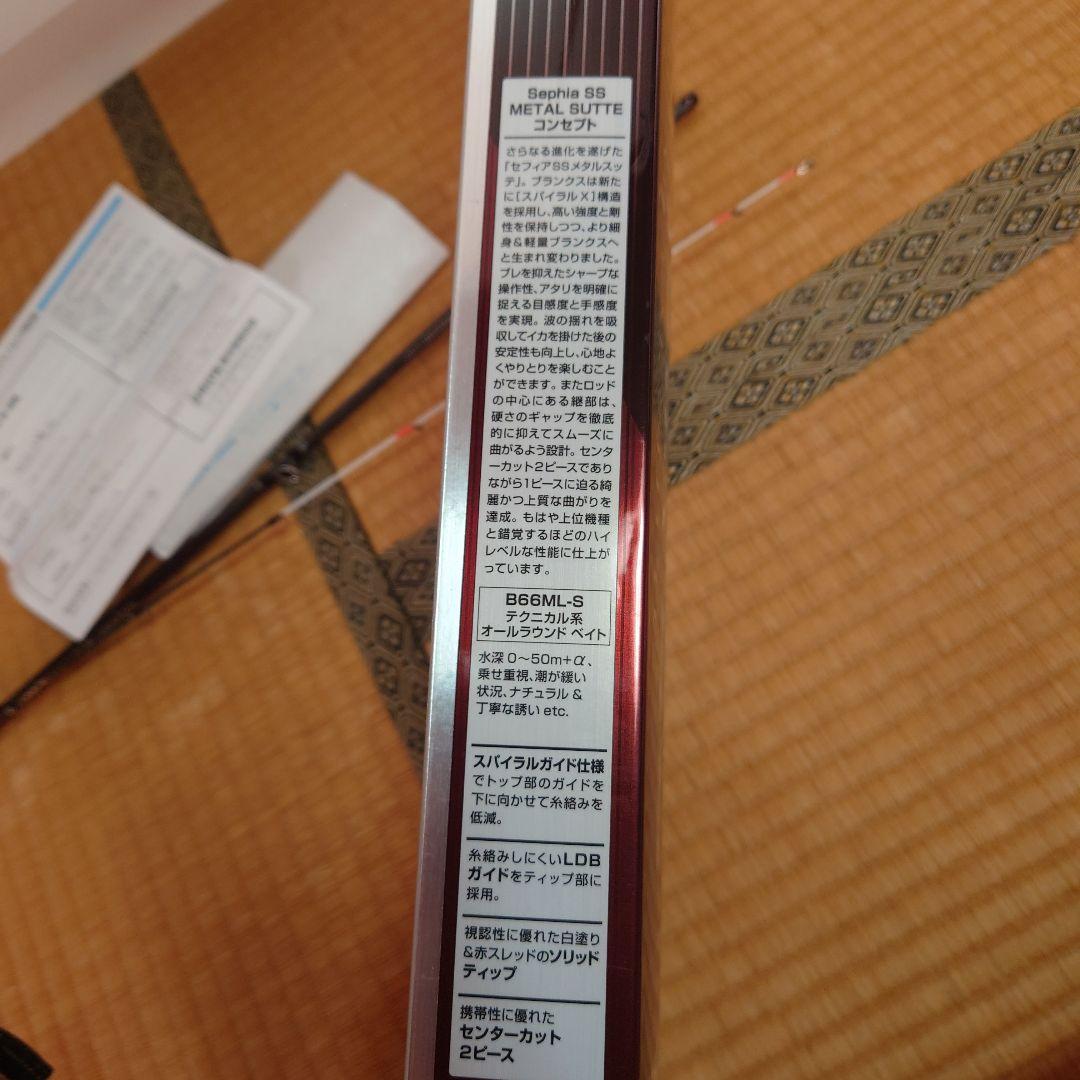 Sephia SS
METAL SUTTE
コンセプト
さらなる進化を遂げた
「セフィアSSメタルスッ
テ」。ブランクスは新た
に[スパイラルX]構造
を採用し、高い強度と剛
性を保持しつつ、より細
身&軽量ブランクスへ
と生まれ変わりました。
ブレを抑えたシャープな
操作性、アタリを明確に
捉える目感度と手感度
を実現。波の揺れを吸
収してイカを掛けた後の
安定性も向上し、心地よ
くやりとりを楽しむこと
ができます。またロッド
の中心にある継部は、
硬さのギャップを徹底
的に抑えてスムーズに
曲がるよう設計。センタ
ーカット2ピースであり
ながら1ピースに迫る綺
麗かつ上質な曲がりを
達成。もはや上位機種
と錯覚するほどのハイ
レベルな性能に仕上が
っています。
B66ML-S
テクニカル系
オールラウンド ベイト
水深0〜50m+α、
乗せ重視、潮が緩い
状況、ナチュラル&
丁寧な誘いetc.
スパイラルガイド仕様
でトップ部のガイドを
下に向かせて糸絡みを
低減。
糸絡みしにくいLDB
ガイドをティップ部に
採用。
視認性に優れた白塗り
&赤スレッドのソリッド
ティップ
携帯性に優れた
センターカット
2ピース